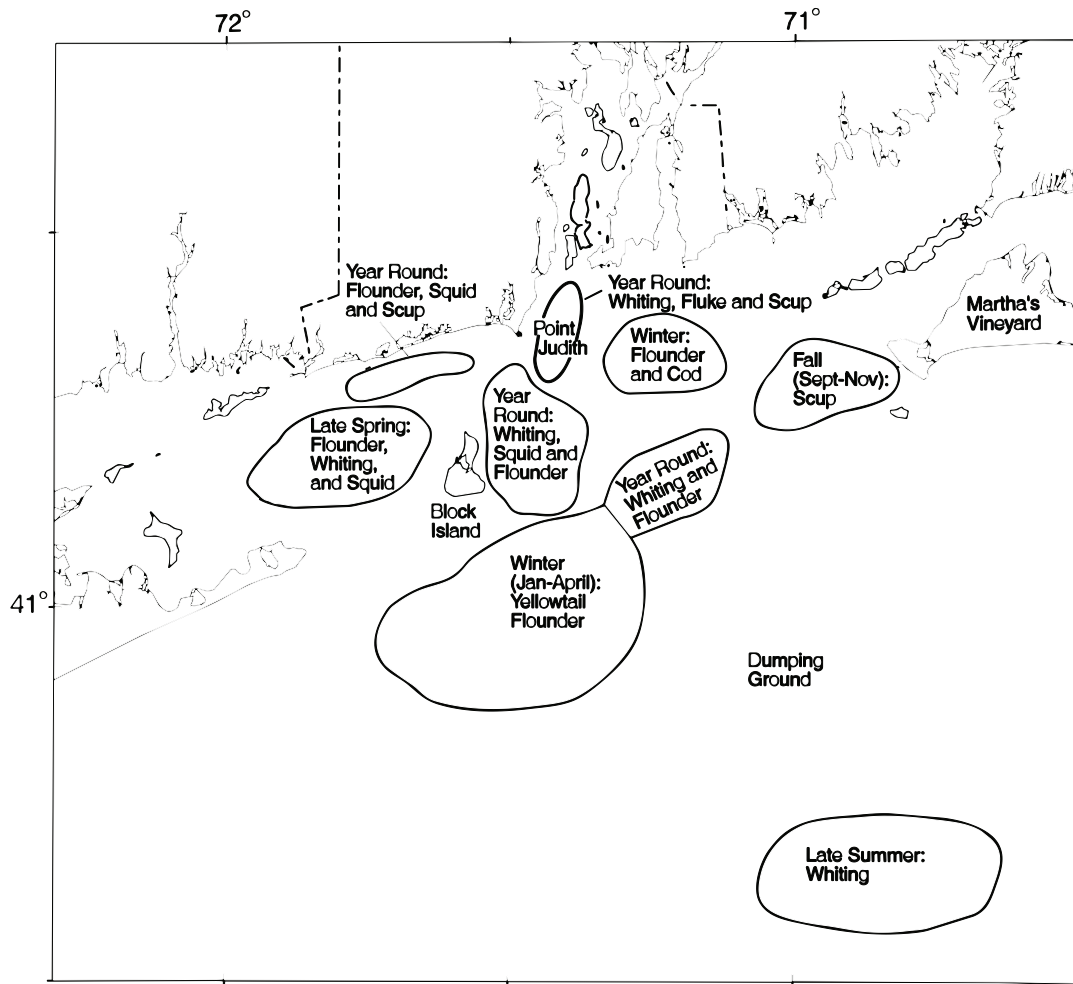 72°
71°
Year Round:
Flounder, Squid
and Scup
Year Round:
Whiting, Fluke and Scup
Martha's
Vineyard
Point
Judith
Winter:
Flounder
and Cod
Fall
(Sept-Nov):
Scup
Year
Round:
Whiting,
Squid and
Flounder
Late Spring:
Flounder,
Whiting,
and Squid
Year Round:
Whiting and
Flounder
Block
Island
Winter
(Jan-April):
Yellowtail
Flounder
41°
Dumping
Ground
Late Summer:
Whiting